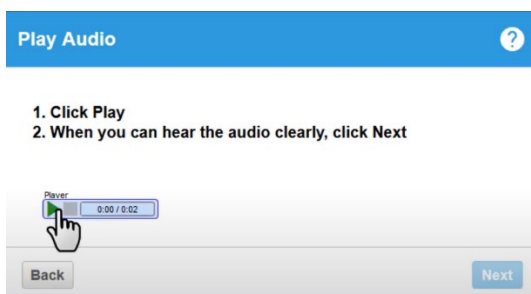 Play Audio
?
1. Click Play
2. When you can hear the audio clearly, click Next
Player
0:00 / 0:02
Back
Next